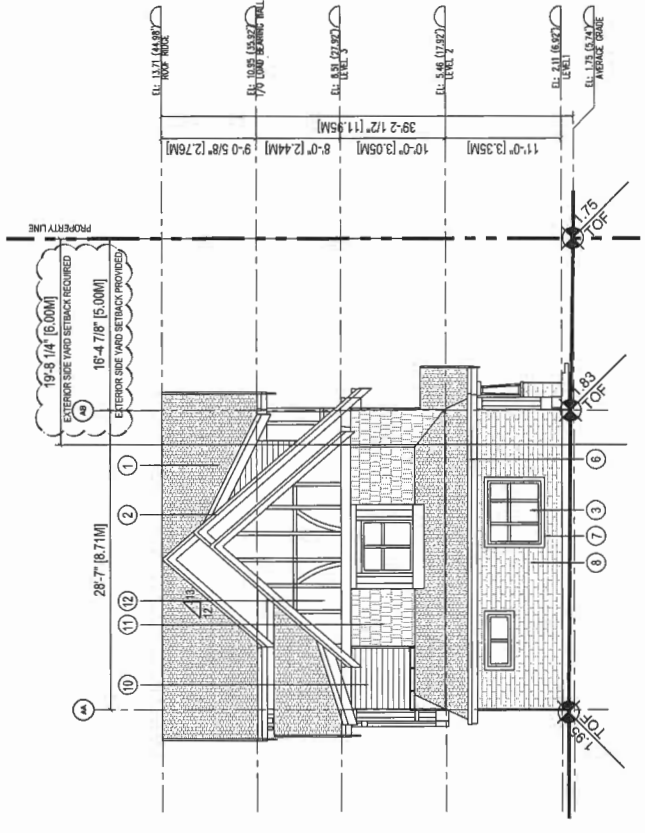 EL: 13.71 (44.98')
ROOF RIDGE
EL: 10.95 (35.92')
T/O LOAD BEARING WALL
EL: 8.51 (27.92')
LEVEL 3
EL: 5.46 (17.92')
LEVEL 2
EL: 2.11 (6.92')
LEVEL1
EL: 1.75 (5.74')
AVERAGE GRADE
39'-2 1/2" [11.95M]
9'-0 5/8" [2.76M]
8'-0" [2.44M]
10'-0" [3.05M]
11'-0" [3.35M]
PROPERTY LINE
19'-8 1/4" [6.00M]
EXTERIOR SIDE YARD SETBACK REQUIRED
16'-4 7/8" [5.00M]
EXTERIOR SIDE YARD SETBACK PROVIDED
28'-7" [8.71M]
AB
AA
1
2
13
12
12
11
10
6
3
7
8
1.75
TOF
1.83
TOF
1.95
TOF